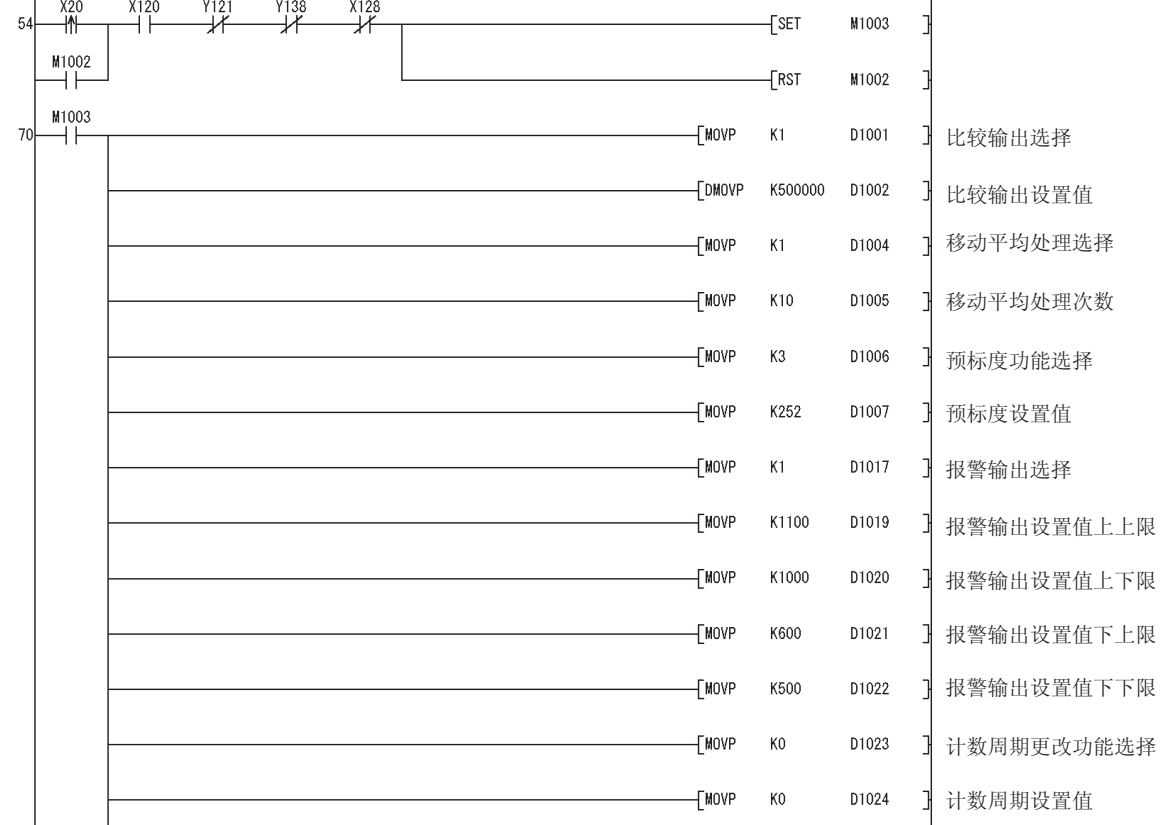 X20 X120 Y121 Y138 X128
54 [SET M1003 ]
M1002
[RST M1002 ]
M1003
70 [MOVP K1 D1001 ] 比较输出选择
[DMOVP K500000 D1002 ] 比较输出设置值
[MOVP K1 D1004 ] 移动平均处理选择
[MOVP K10 D1005 ] 移动平均处理次数
[MOVP K3 D1006 ] 预标度功能选择
[MOVP K252 D1007 ] 预标度设置值
[MOVP K1 D1017 ] 报警输出选择
[MOVP K1100 D1019 ] 报警输出设置值上上限
[MOVP K1000 D1020 ] 报警输出设置值上下限
[MOVP K600 D1021 ] 报警输出设置值下上限
[MOVP K500 D1022 ] 报警输出设置值下下限
[MOVP K0 D1023 ] 计数周期更改功能选择
[MOVP K0 D1024 ] 计数周期设置值